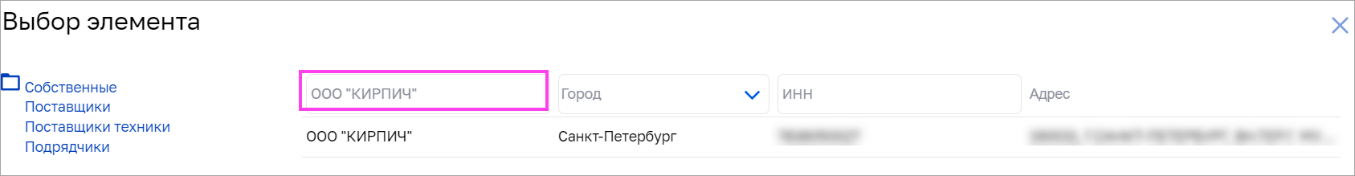 Выбор элемента
Собственные
Поставщики
Поставщики техники
Подрядчики
ООО "КИРПИЧ" Город ИНН Адрес
ООО "КИРПИЧ" Санкт-Петербург